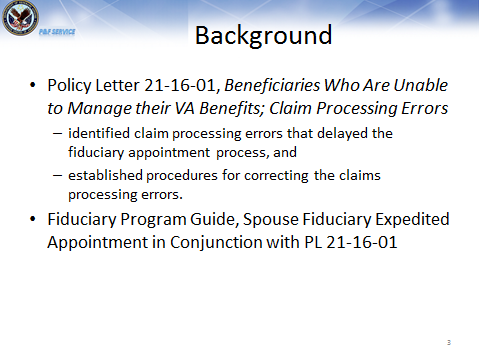 P&F SERVICE
Background
• Policy Letter 21-16-01, Beneficiaries Who Are Unable
to Manage their VA Benefits; Claim Processing Errors
– identified claim processing errors that delayed the
fiduciary appointment process, and
– established procedures for correcting the claims
processing errors.
• Fiduciary Program Guide, Spouse Fiduciary Expedited
Appointment in Conjunction with PL 21-16-01
3